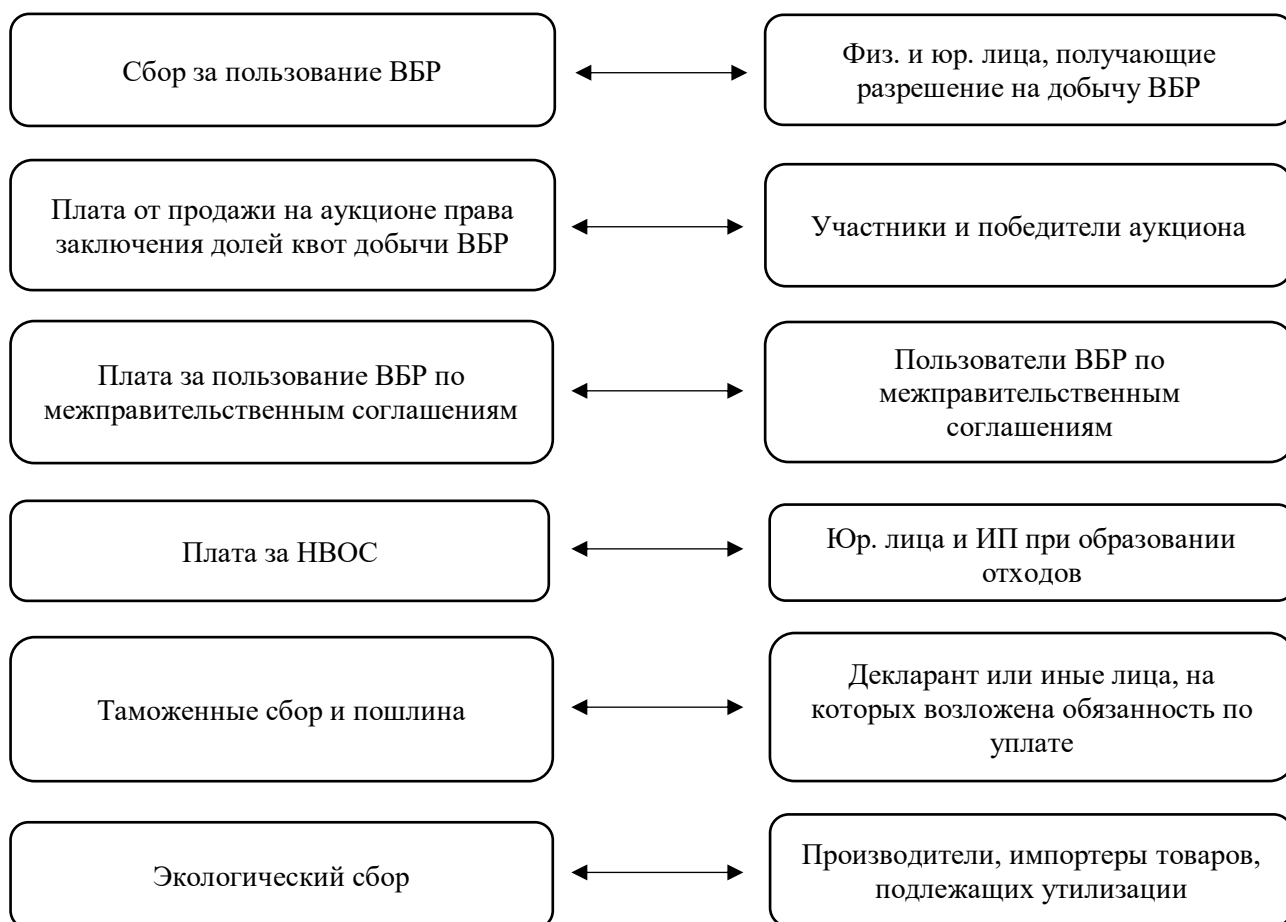 Сбор за пользование ВБР
Физ. и юр. лица, получающие
разрешение на добычу ВБР
Плата от продажи на аукционе права
заключения долей квот добычи ВБР
Участники и победители аукциона
Плата за пользование ВБР по
межправительственным соглашениям
Пользователи ВБР по
межправительственным
соглашениям
Плата за НВОС
Юр. лица и ИП при образовании
отходов
Таможенные сбор и пошлина
Декларант или иные лица, на
которых возложена обязанность по
уплате
Экологический сбор
Производители, импортеры товаров,
подлежащих утилизации